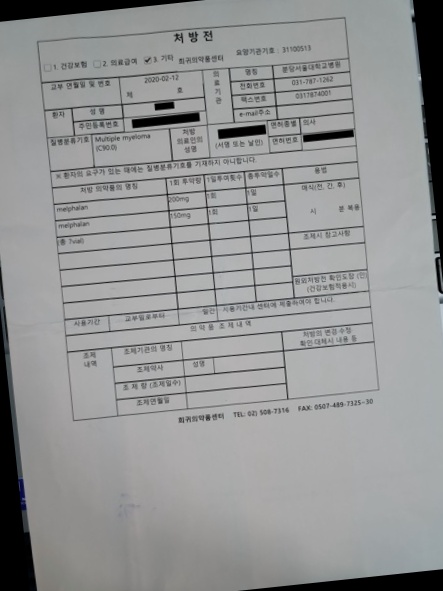 처방전
1. 건강보험 2. 의료급여 ✔ 3. 기타 희귀의약품센터 요양기관기호 : 31100513
교부 연월일 및 번호 2020-02-12
제 호
의료기관
명칭 분당서울대학교병원
전화번호 031-787-1262
팩스번호 0317874001
e-mail주소
환자 성명
주민등록번호
질병분류기호 Multiple myeloma
(C90.0)
처방
의료인의
성명
(서명 또는 날인)
면허종별 의사
면허번호
※ 환자의 요구가 있는 때에는 질병분류기호를 기재하지 아니합니다.
처방 의약품의 명칭 1회 투약량 1일투여횟수 총투약일수 용법
melphalan 200mg 1회 1일
melphalan 150mg 1회 1일
(총 7vial)
매식(전, 간, 후)
시 분 복용
조제시 참고사항
원외처방전 확인도장 (인)
(건강보험적용시)
사용기간 교부일로부터 일간 사용기간내 센터에 제출하여야 합니다.
의약품 조제내역
조제
내역
조제기관의 명칭
조제약사 성명
조제량 (조제일수)
조제연월일
처방의 변경·수정·
확인·대체시 내용 등
희귀의약품센터 TEL: 02) 508-7316 FAX: 0507-489-7325~30